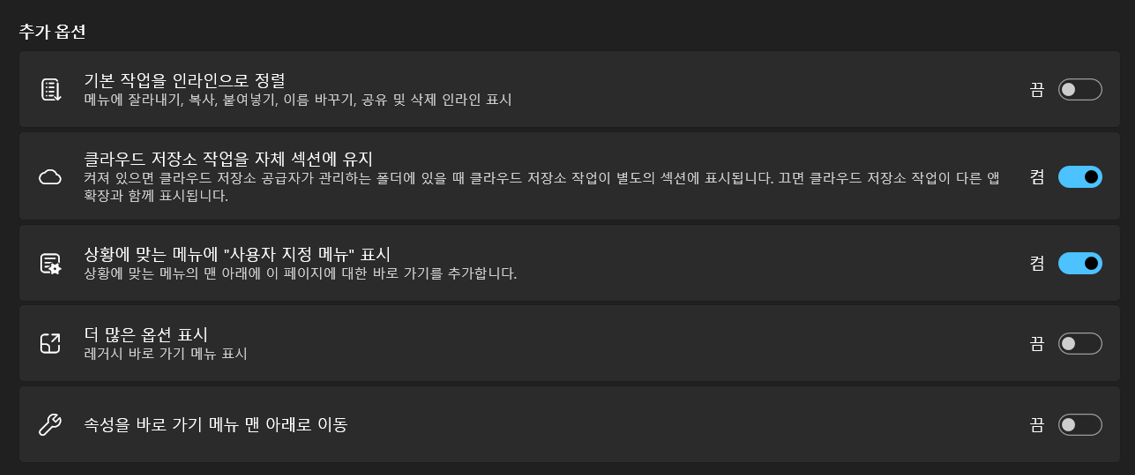 추가 옵션
기본 작업을 인라인으로 정렬
메뉴에 잘라내기, 복사, 붙여넣기, 이름 바꾸기, 공유 및 삭제 인라인 표시
끔
클라우드 저장소 작업을 자체 섹션에 유지
켜져 있으면 클라우드 저장소 공급자가 관리하는 폴더에 있을 때 클라우드 저장소 작업이 별도의 섹션에 표시됩니다. 끄면 클라우드 저장소 작업이 다른 앱
확장과 함께 표시됩니다.
켬
상황에 맞는 메뉴에 "사용자 지정 메뉴" 표시
상황에 맞는 메뉴의 맨 아래에 이 페이지에 대한 바로 가기를 추가합니다.
켬
더 많은 옵션 표시
레거시 바로 가기 메뉴 표시
끔
속성을 바로 가기 메뉴 맨 아래로 이동
끔